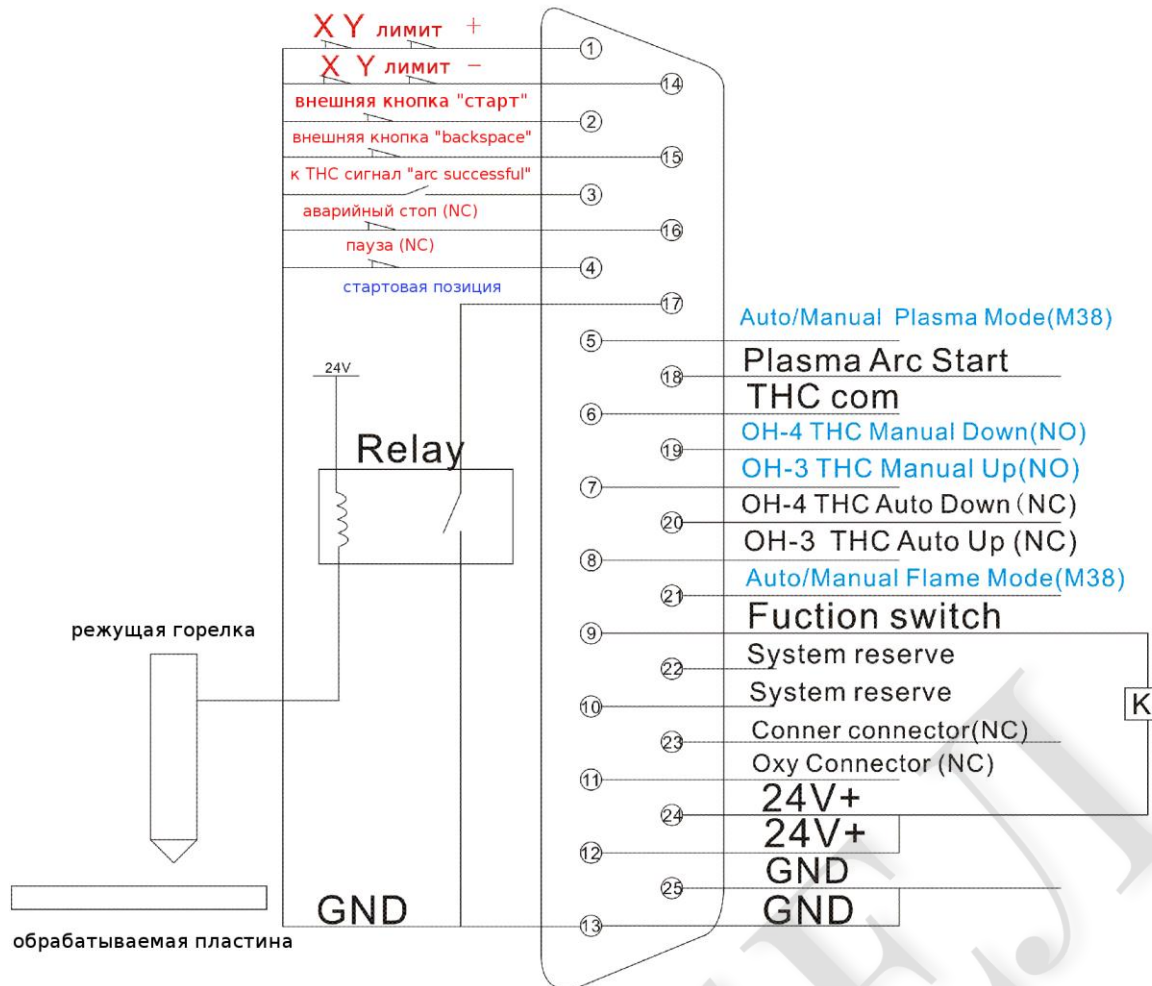 X Y лимит +
①
X Y лимит −
⑭
внешняя кнопка "старт"
②
внешняя кнопка "backspace"
⑮
к THC сигнал "arc successful"
③
аварийный стоп (NC)
⑯
пауза (NC)
④
стартовая позиция
⑰
Auto/Manual Plasma Mode(M38)
⑤
Plasma Arc Start
⑱
THC com
⑥
OH-4 THC Manual Down(NO)
⑲
OH-3 THC Manual Up(NO)
⑦
OH-4 THC Auto Down (NC)
⑳
OH-3 THC Auto Up (NC)
⑧
Auto/Manual Flame Mode(M38)
㉑
Fuction switch
⑨
System reserve
㉒
System reserve
⑩
Conner connector(NC)
㉓
Oxy Connector (NC)
⑪
24V+
㉔
24V+
⑫
GND
㉕
GND
⑬
K
24V
Relay
режущая горелка
обрабатываемая пластина
GND